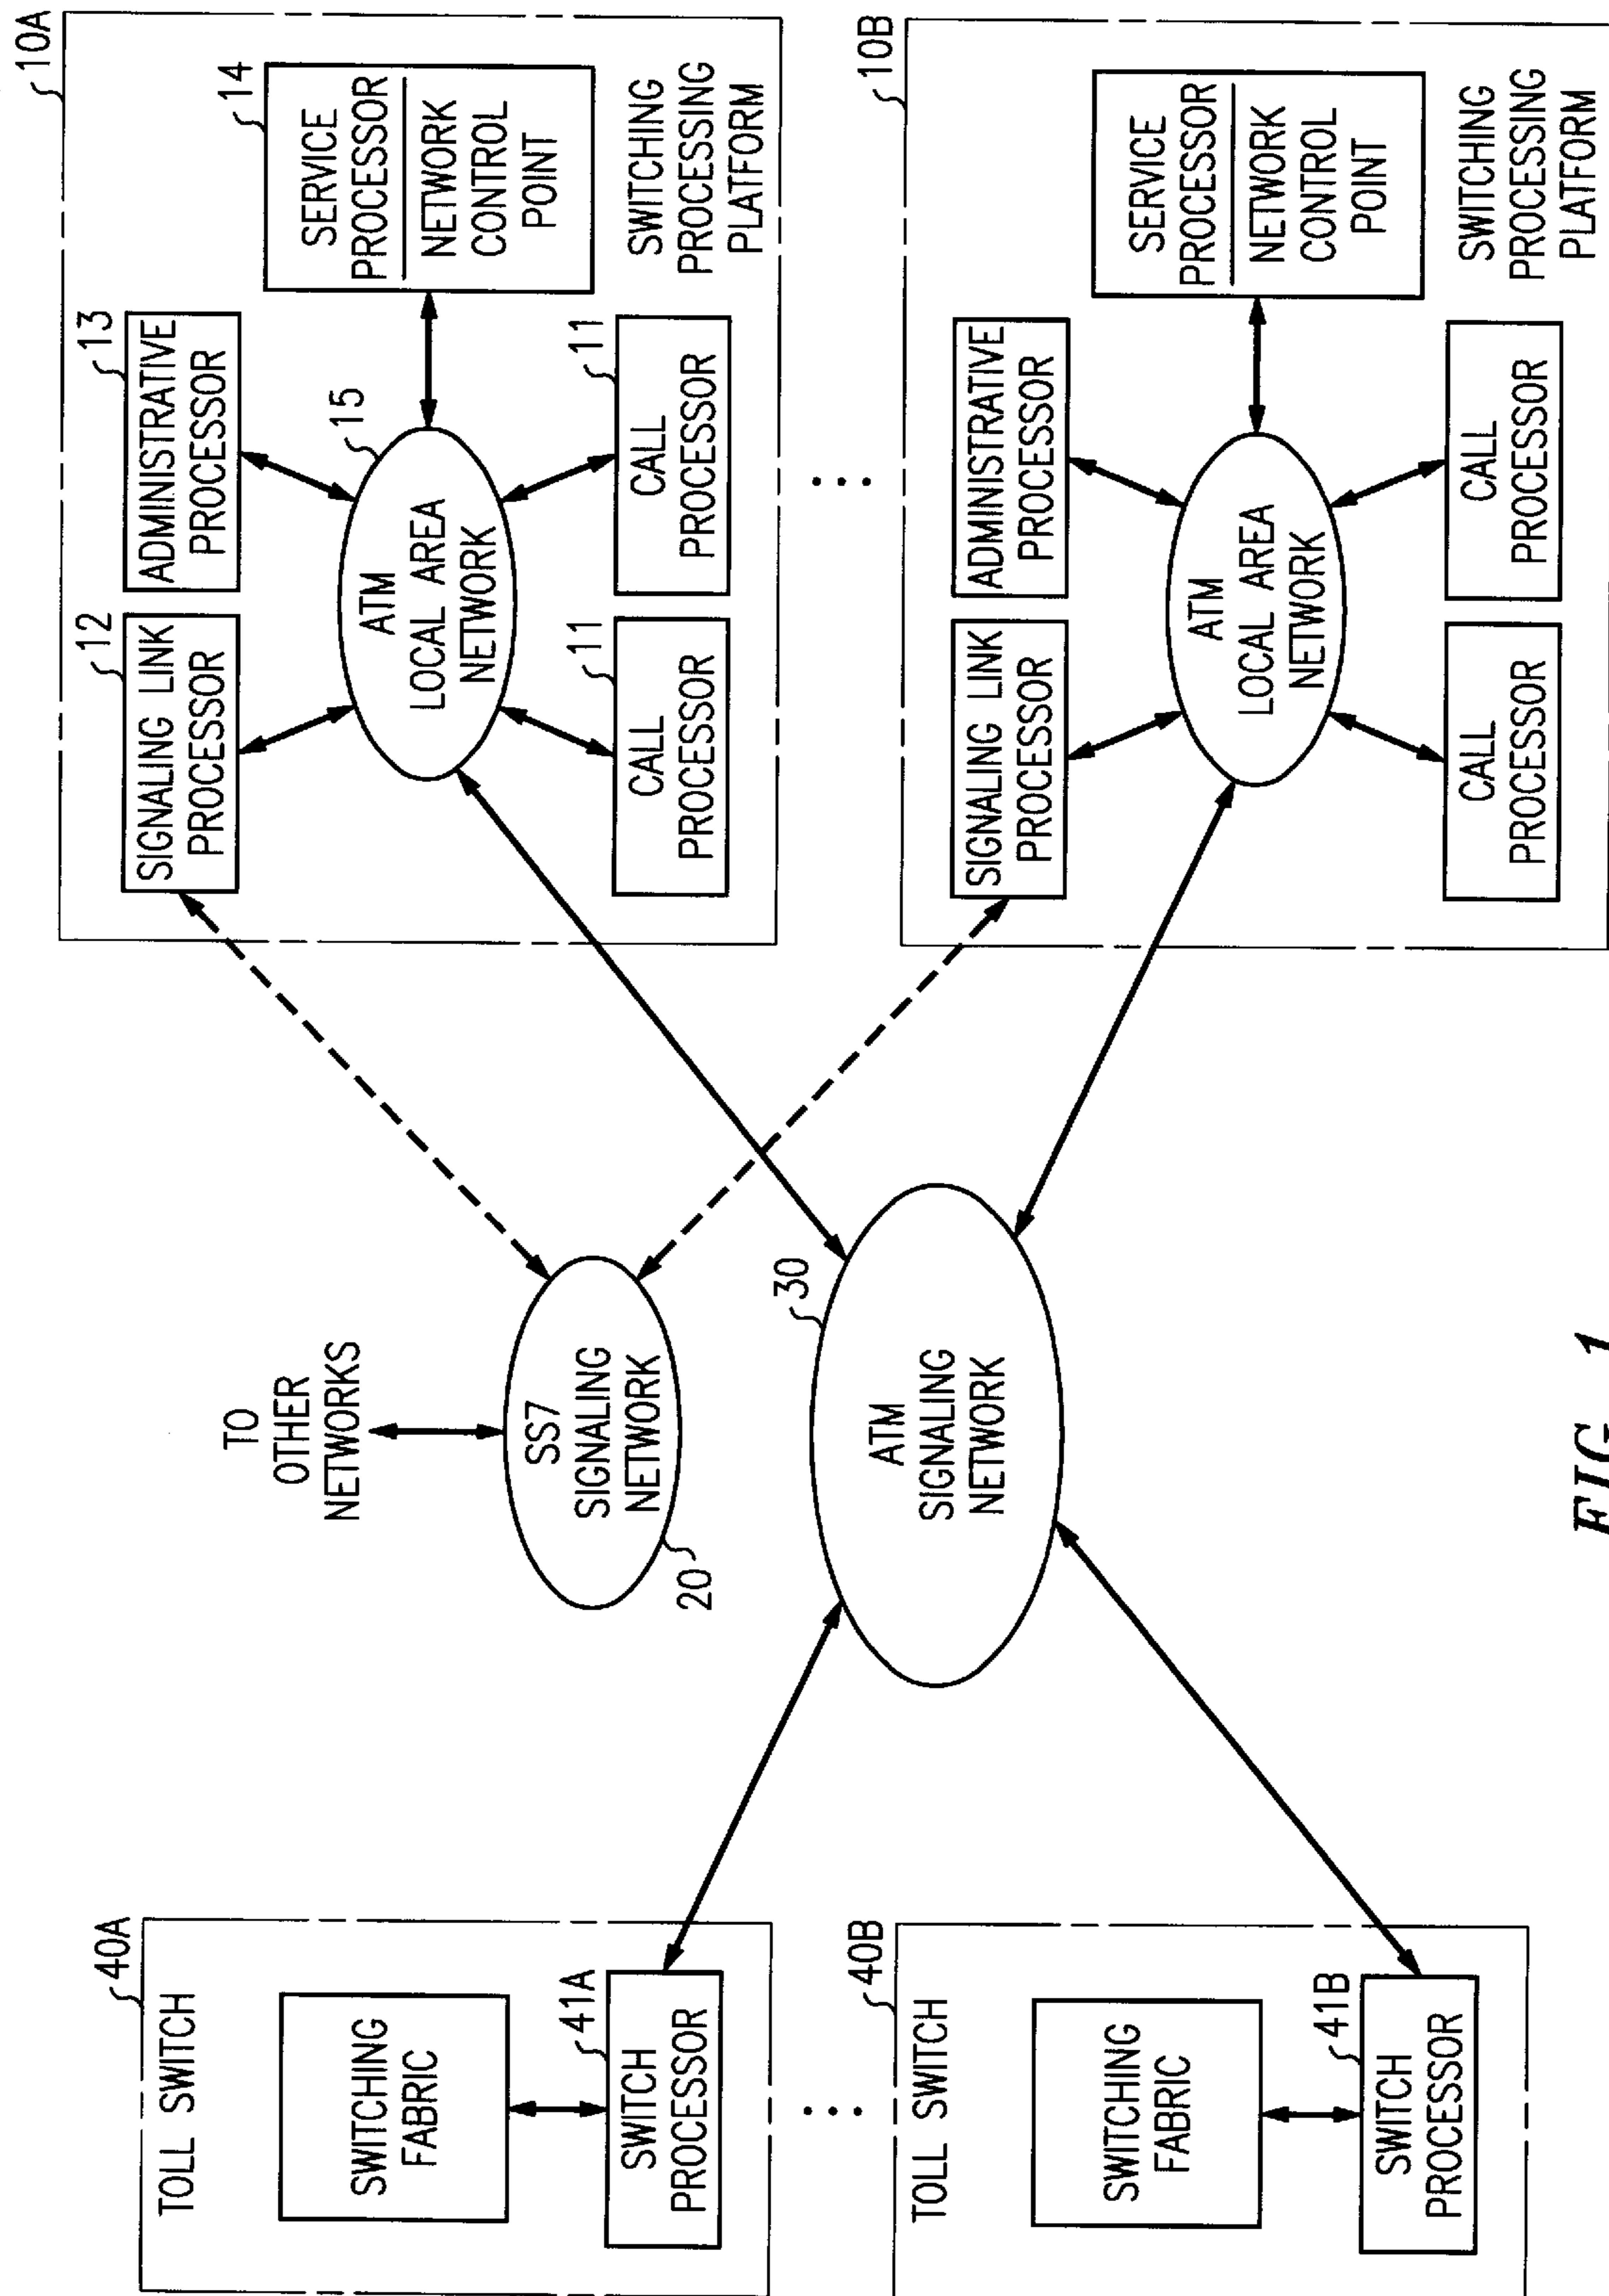 40A
TOLL SWITCH
SWITCHING
FABRIC
41A
SWITCH
PROCESSOR
40B
TOLL SWITCH
SWITCHING
FABRIC
41B
SWITCH
PROCESSOR
TO
OTHER
NETWORKS
SS7
SIGNALING
NETWORK
20
30
ATM
SIGNALING
NETWORK
10A
12
SIGNALING LINK
PROCESSOR
13
ADMINISTRATIVE
PROCESSOR
14
SERVICE
PROCESSOR
NETWORK
CONTROL
POINT
15
ATM
LOCAL AREA
NETWORK
11
CALL
PROCESSOR
11
CALL
PROCESSOR
SWITCHING
PROCESSING
PLATFORM
10B
SIGNALING LINK
PROCESSOR
ADMINISTRATIVE
PROCESSOR
SERVICE
PROCESSOR
NETWORK
CONTROL
POINT
ATM
LOCAL AREA
NETWORK
CALL
PROCESSOR
CALL
PROCESSOR
SWITCHING
PROCESSING
PLATFORM
FIG. 1